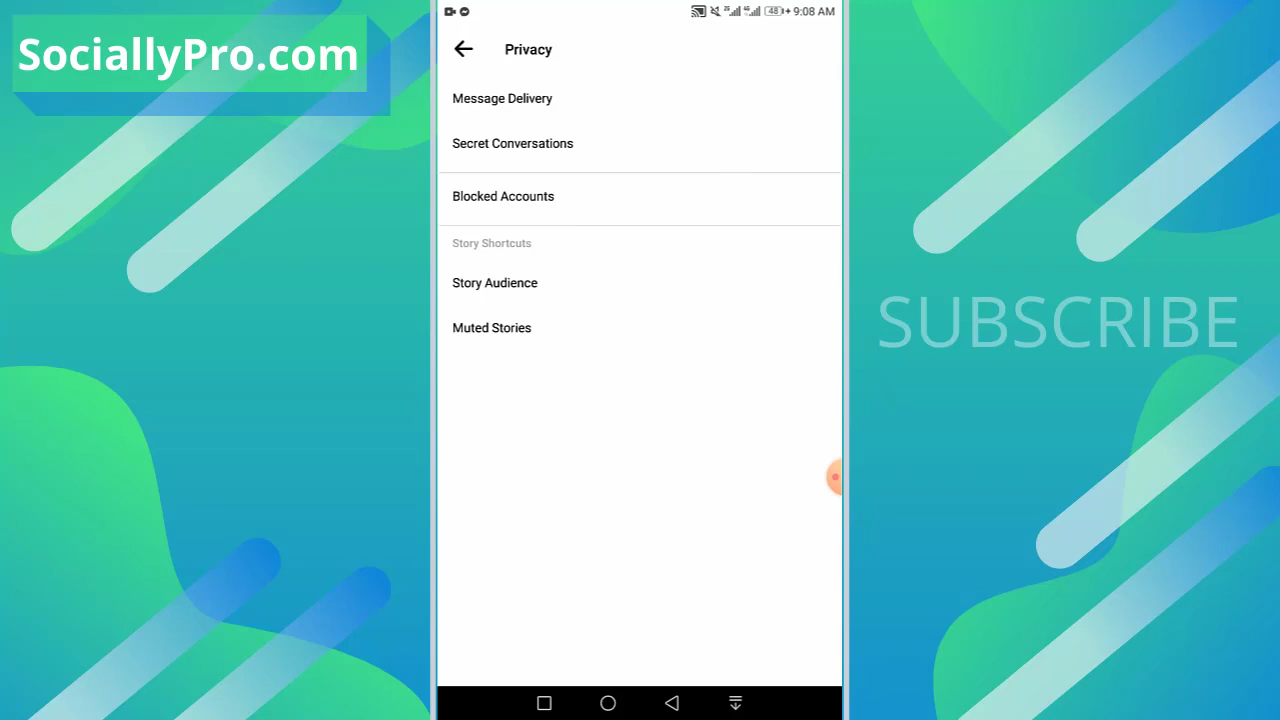 SociallyPro.com
48 9:08 AM
Privacy
Message Delivery
Secret Conversations
Blocked Accounts
Story Shortcuts
Story Audience
Muted Stories
SUBSCRIBE